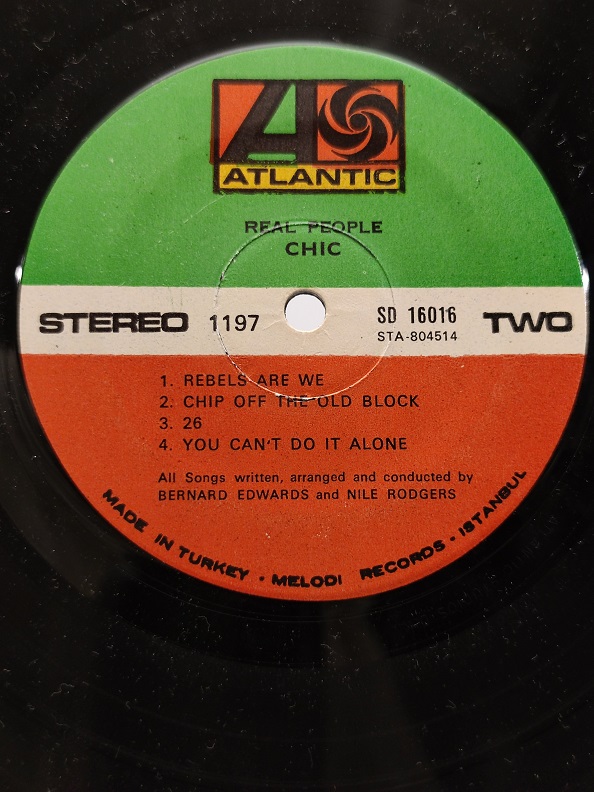 ATLANTIC
REAL PEOPLE
CHIC
STEREO 1197 SD 16016 TWO
STA-804514
1. REBELS ARE WE
2. CHIP OFF THE OLD BLOCK
3. 26
4. YOU CAN'T DO IT ALONE
All Songs written, arranged and conducted by
BERNARD EDWARDS and NILE RODGERS
MADE IN TURKEY · MELODI RECORDS · ISTANBUL